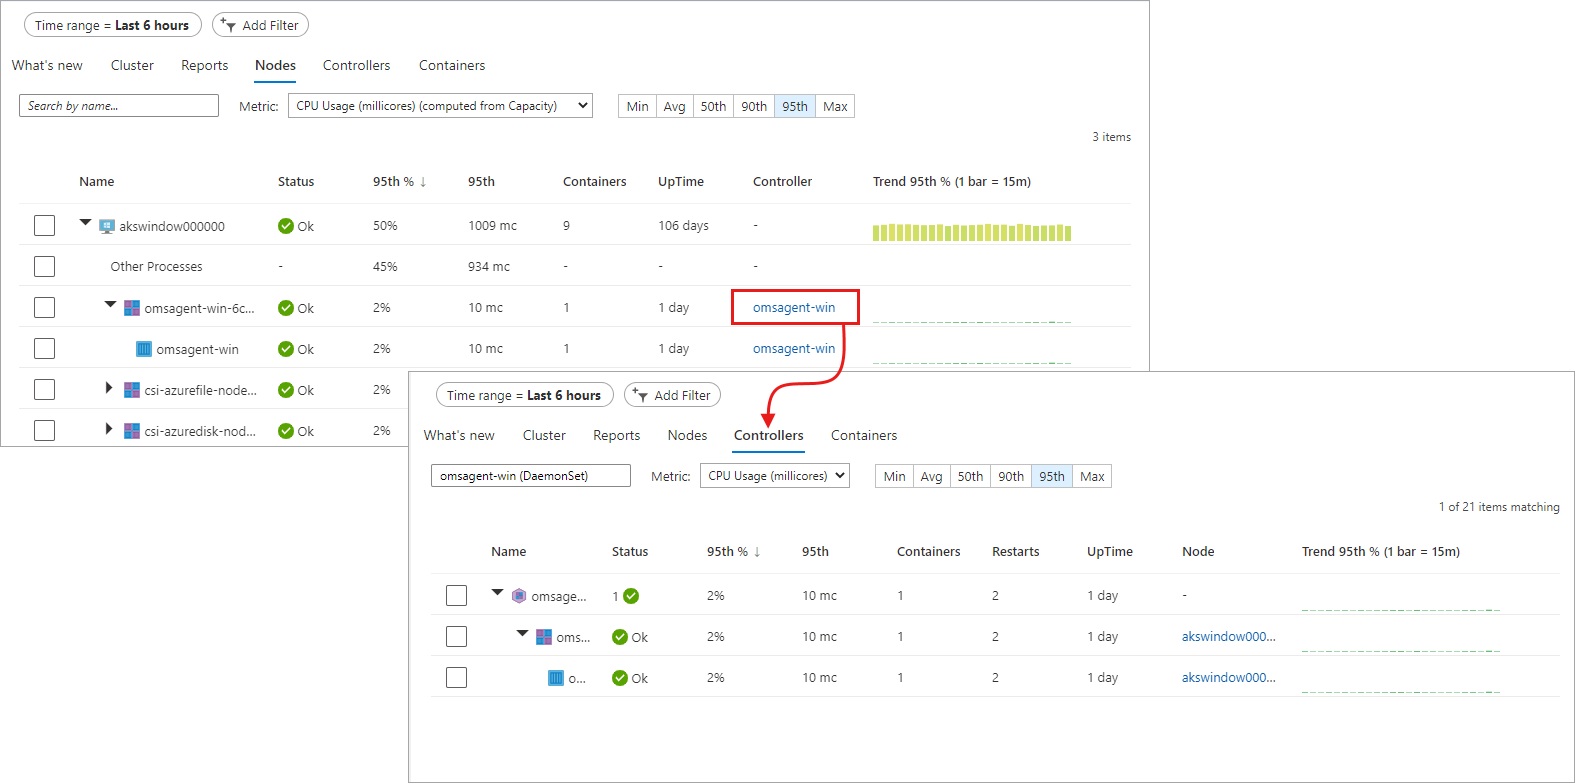 Time range = Last 6 hours Add Filter
What's new Cluster Reports Nodes Controllers Containers
Search by name... Metric: CPU Usage (millicores) (computed from Capacity) Min Avg 50th 90th 95th Max
3 items
Name Status 95th % ↓ 95th Containers UpTime Controller Trend 95th % (1 bar = 15m)
akswindow000000 Ok 50% 1009 mc 9 106 days -
Other Processes - 45% 934 mc - - -
omsagent-win-6c... Ok 2% 10 mc 1 1 day omsagent-win
omsagent-win Ok 2% 10 mc 1 1 day omsagent-win
csi-azurefile-node... Ok 2%
csi-azuredisk-nod... Ok 2%
Time range = Last 6 hours Add Filter
What's new Cluster Reports Nodes Controllers Containers
omsagent-win (DaemonSet) Metric: CPU Usage (millicores) Min Avg 50th 90th 95th Max
1 of 21 items matching
Name Status 95th % ↓ 95th Containers Restarts UpTime Node Trend 95th % (1 bar = 15m)
omsage... 1 2% 10 mc 1 2 1 day -
oms... Ok 2% 10 mc 1 2 1 day akswindow000...
o... Ok 2% 10 mc 1 2 1 day akswindow000...